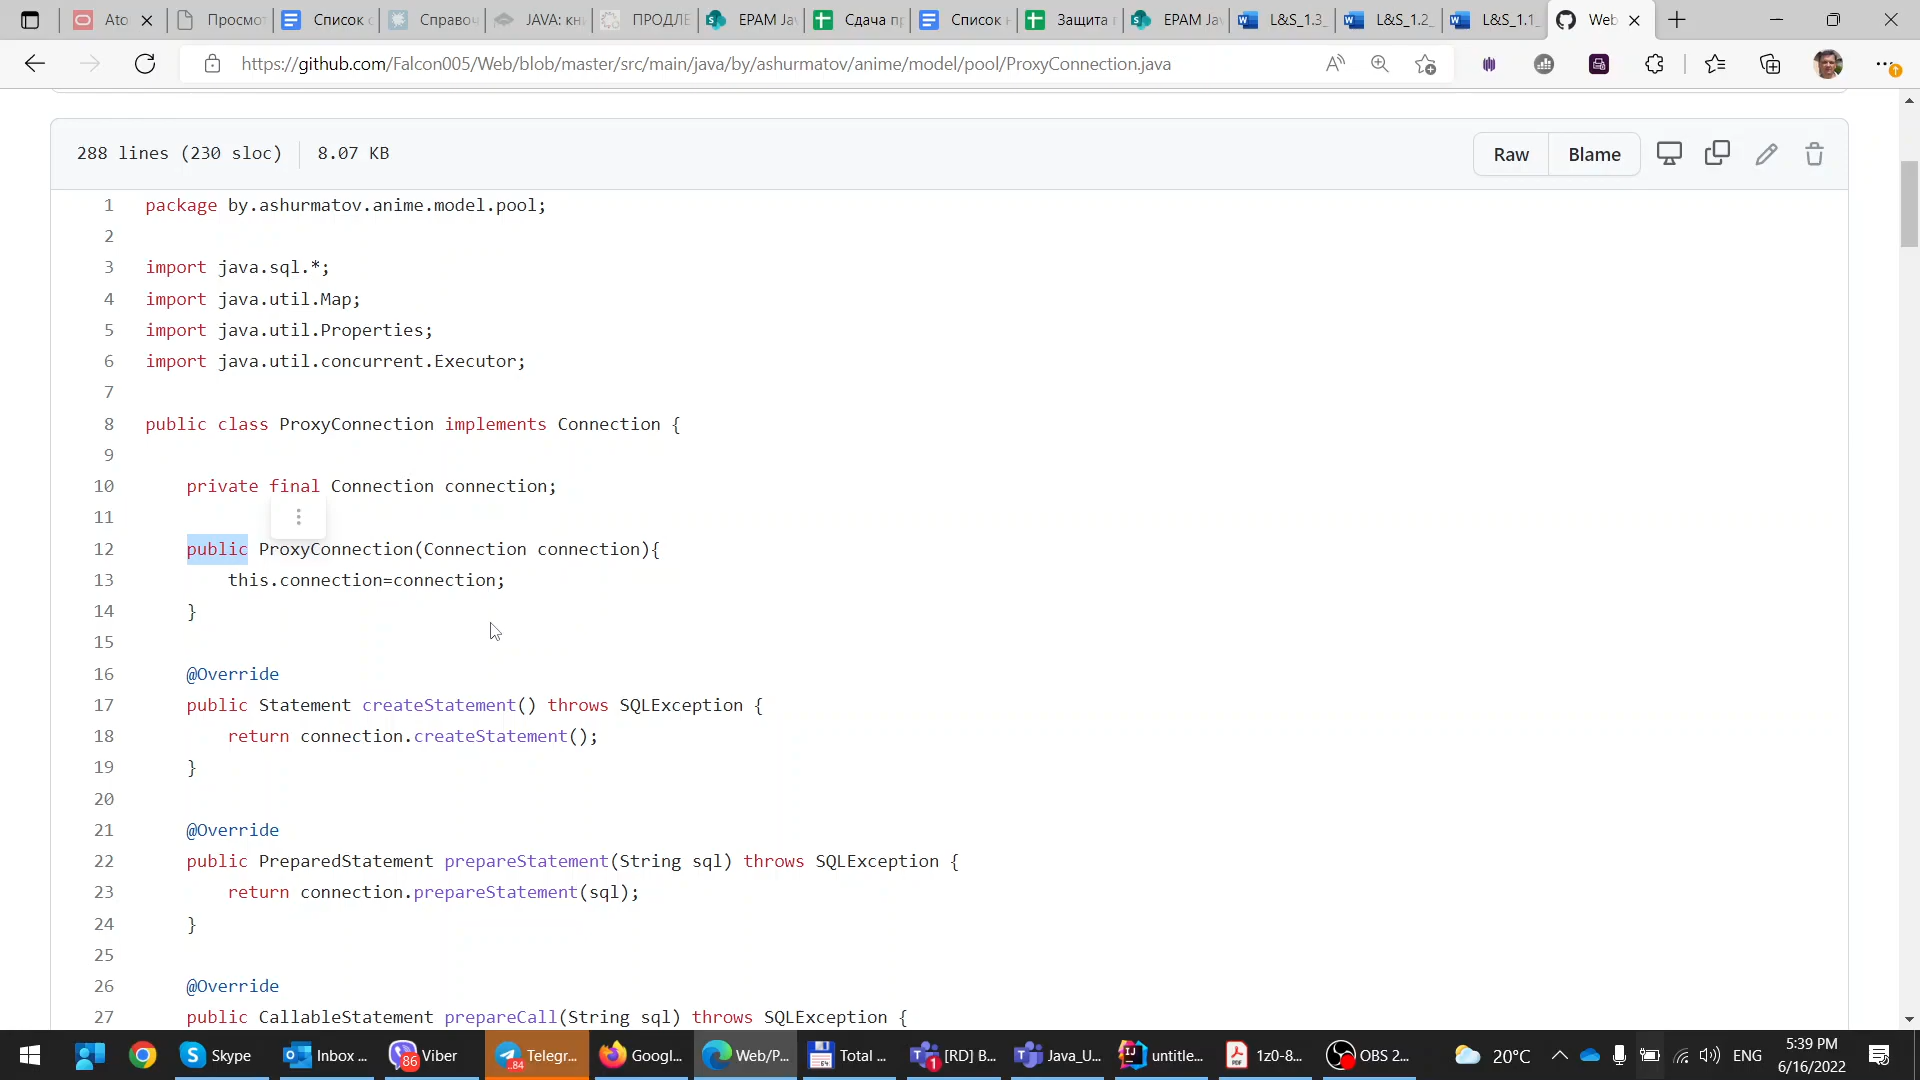 Ato
Просмот
Список с
Справоч
JAVA: кн
ПРОДЛЕ
EPAM Ja
Сдача п
Список н
Защита
EPAM Ja
L&S_1.3_
L&S_1.2_
L&S_1.1_
Web
https://github.com/Falcon005/Web/blob/master/src/main/java/by/ashurmatov/anime/model/pool/ProxyConnection.java
288 lines (230 sloc) 8.07 KB
Raw Blame
1 package by.ashurmatov.anime.model.pool;
2
3 import java.sql.*;
4 import java.util.Map;
5 import java.util.Properties;
6 import java.util.concurrent.Executor;
7
8 public class ProxyConnection implements Connection {
9
10 private final Connection connection;
11
12 public ProxyConnection(Connection connection){
13 this.connection=connection;
14 }
15
16 @Override
17 public Statement createStatement() throws SQLException {
18 return connection.createStatement();
19 }
20
21 @Override
22 public PreparedStatement prepareStatement(String sql) throws SQLException {
23 return connection.prepareStatement(sql);
24 }
25
26 @Override
27 public CallableStatement prepareCall(String sql) throws SQLException {
Skype
Inbox ...
86 Viber
84 Telegr...
Googl...
Web/P...
64 Total ...
1 [RD] B...
Java_U...
untitle...
1z0-8...
OBS 2...
20°C
ENG
5:39 PM
6/16/2022